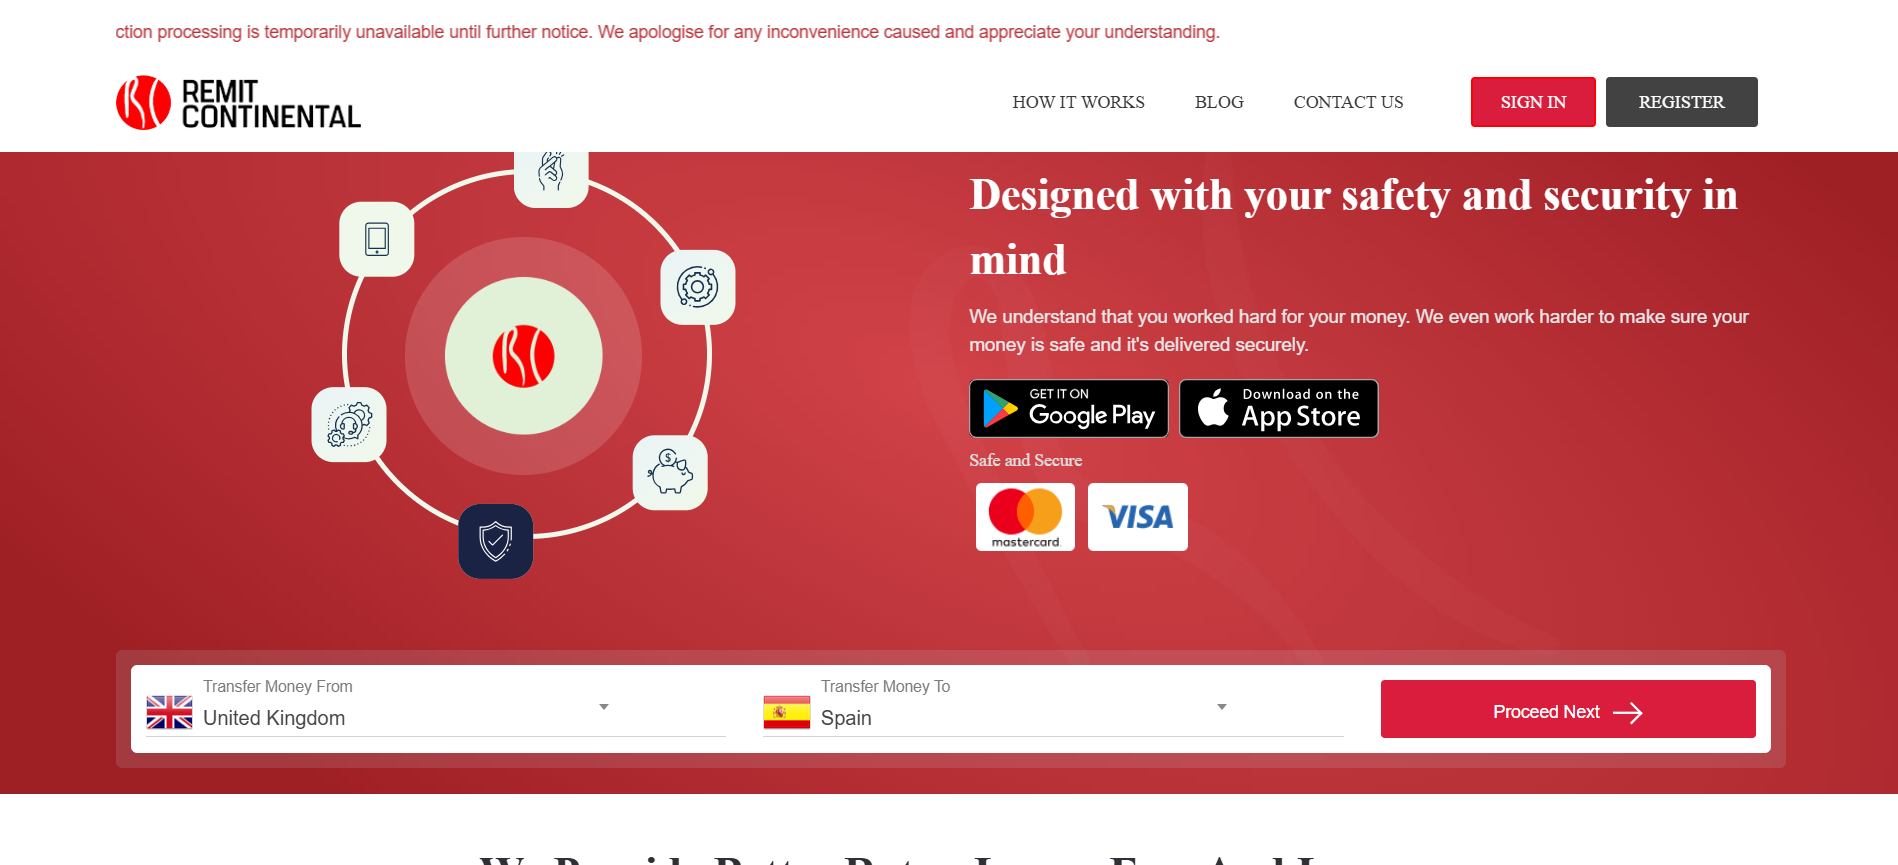 ction processing is temporarily unavailable until further notice. We apologise for any inconvenience caused and appreciate your understanding.
REMIT
CONTINENTAL
HOW IT WORKS
BLOG
CONTACT US
SIGN IN
REGISTER
Designed with your safety and security in
mind
We understand that you worked hard for your money. We even work harder to make sure your
money is safe and it's delivered securely.
GET IT ON
Google Play
Download on the
App Store
Safe and Secure
mastercard.
VISA
Transfer Money From
United Kingdom
Transfer Money To
Spain
Proceed Next